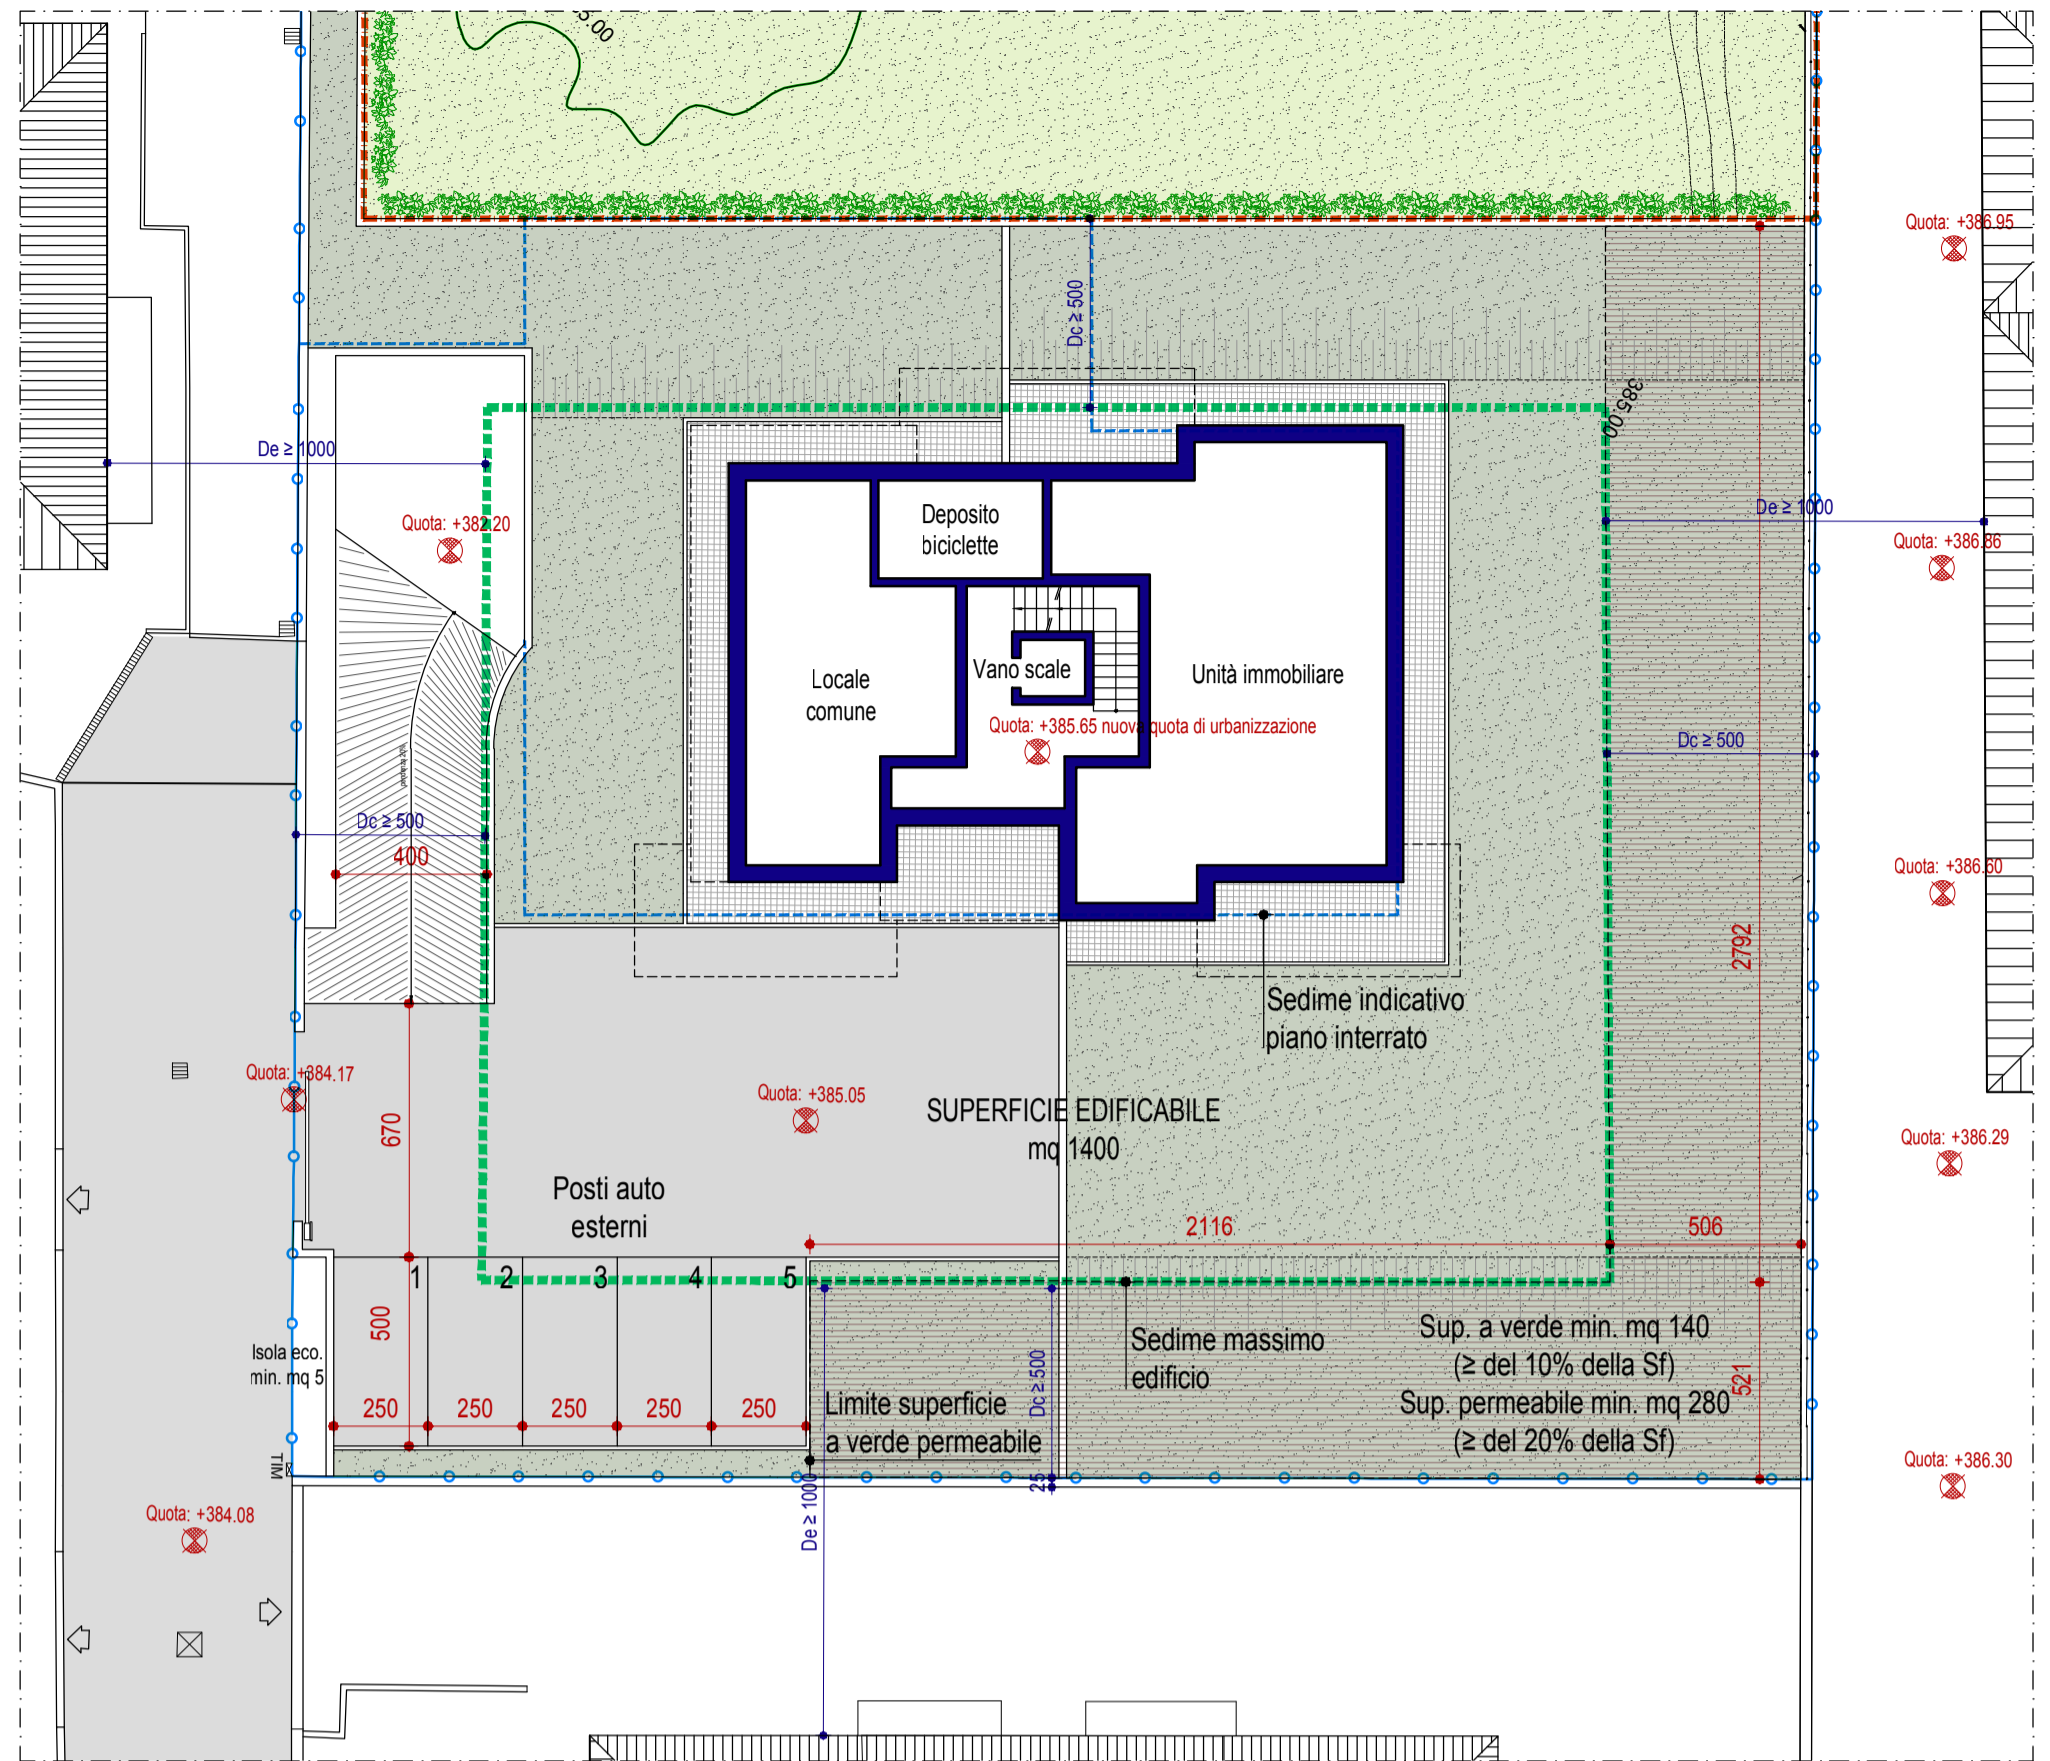 5.00
Quota: +386.95
Dc ≥ 500
385.00
De ≥ 1000
Quota: +382.20
Deposito
biciclette
De ≥ 1000
Quota: +386.86
Locale
comune
Vano scale
Unità immobiliare
Quota: +385.65 nuova quota di urbanizzazione
Dc ≥ 500
Dc ≥ 500
400
Quota: +386.60
2792
Sedime indicativo
piano interrato
Quota: +384.17
Quota: +385.05
670
SUPERFICIE EDIFICABILE
mq 1400
Quota: +386.29
Posti auto
esterni
2116
506
1
2
3
4
5
500
Isola eco.
min. mq 5
Sedime massimo
edificio
Sup. a verde min. mq 140
(≥ del 10% della Sf)
Sup. permeabile min. mq 280
(≥ del 20% della Sf)
521
Dc ≥ 500
250
250
250
250
250
Limite superficie
a verde permeabile
TIM
25
De ≥ 1000
Quota: +386.30
Quota: +384.08